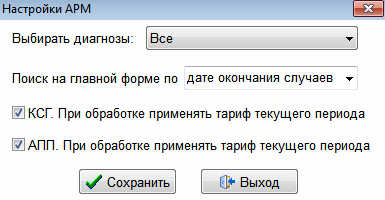 Настройки АРМ
Выбирать диагнозы: Все
Поиск на главной форме по дате окончания случаев
КСГ. При обработке применять тариф текущего периода
АПП. При обработке применять тариф текущего периода
Сохранить Выход